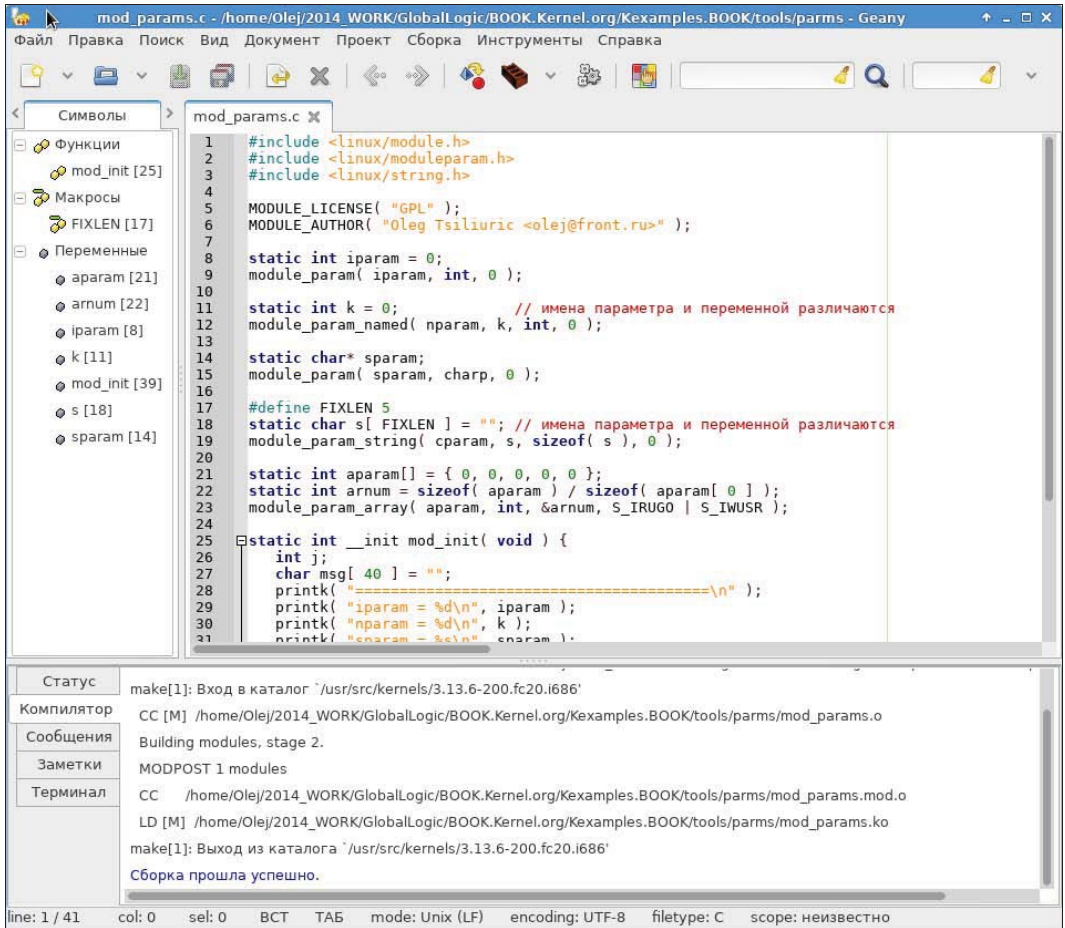 mod_params.c - /home/Olej/2014_WORK/GlobalLogic/BOOK.Kernel.org/Kexamples.BOOK/tools/parms - Geany
Файл Правка Поиск Вид Документ Проект Сборка Инструменты Справка
Символы
Функции
mod_init [25]
Макросы
FIXLEN [17]
Переменные
aparam [21]
arnum [22]
iparam [8]
k [11]
mod_init [39]
s [18]
sparam [14]
mod_params.c
1 #include <linux/module.h>
2 #include <linux/moduleparam.h>
3 #include <linux/string.h>
4
5 MODULE_LICENSE( "GPL" );
6 MODULE_AUTHOR( "Oleg Tsiliuric <olej@front.ru>" );
7
8 static int iparam = 0;
9 module_param( iparam, int, 0 );
10
11 static int k = 0; // имена параметра и переменной различаются
12 module_param_named( nparam, k, int, 0 );
13
14 static char* sparam;
15 module_param( sparam, charp, 0 );
16
17 #define FIXLEN 5
18 static char s[ FIXLEN ] = ""; // имена параметра и переменной различаются
19 module_param_string( cparam, s, sizeof( s ), 0 );
20
21 static int aparam[] = { 0, 0, 0, 0, 0 };
22 static int arnum = sizeof( aparam ) / sizeof( aparam[ 0 ] );
23 module_param_array( aparam, int, &arnum, S_IRUGO | S_IWUSR );
24
25 static int __init mod_init( void ) {
26 int j;
27 char msg[ 40 ] = "";
28 printk( "========================================\n" );
29 printk( "iparam = %d\n", iparam );
30 printk( "nparam = %d\n", k );
31 printk( "sparam = %s\n", sparam );
Статус
Компилятор
Сообщения
Заметки
Терминал
make[1]: Вход в каталог `/usr/src/kernels/3.13.6-200.fc20.i686'
CC [M] /home/Olej/2014_WORK/GlobalLogic/BOOK.Kernel.org/Kexamples.BOOK/tools/parms/mod_params.o
Building modules, stage 2.
MODPOST 1 modules
CC /home/Olej/2014_WORK/GlobalLogic/BOOK.Kernel.org/Kexamples.BOOK/tools/parms/mod_params.mod.o
LD [M] /home/Olej/2014_WORK/GlobalLogic/BOOK.Kernel.org/Kexamples.BOOK/tools/parms/mod_params.ko
make[1]: Выход из каталога `/usr/src/kernels/3.13.6-200.fc20.i686'
Сборка прошла успешно.
line: 1 / 41 col: 0 sel: 0 ВСТ ТАБ mode: Unix (LF) encoding: UTF-8 filetype: C scope: неизвестно